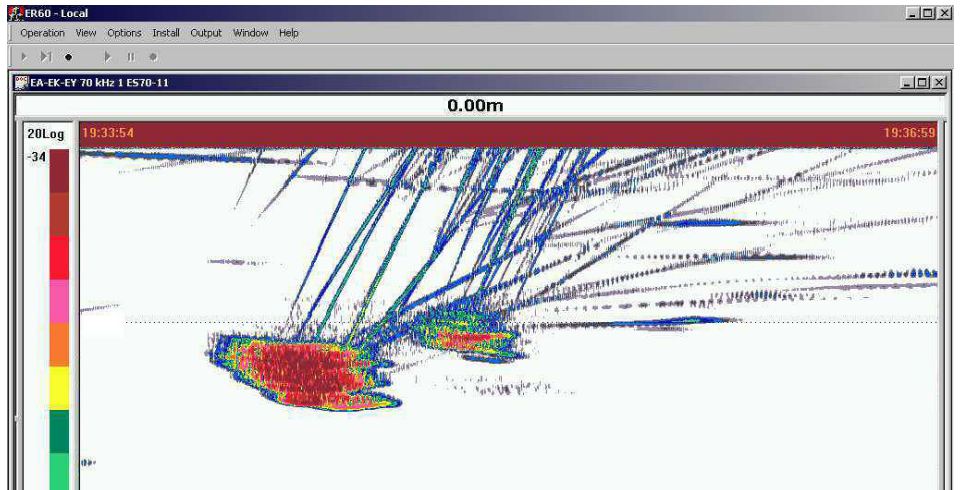 ER60 - Local
Operation View Options Install Output Window Help
EA-EK-EY 70 kHz 1 ES70-11
0.00m
20Log 19:33:54 19:36:59
-34